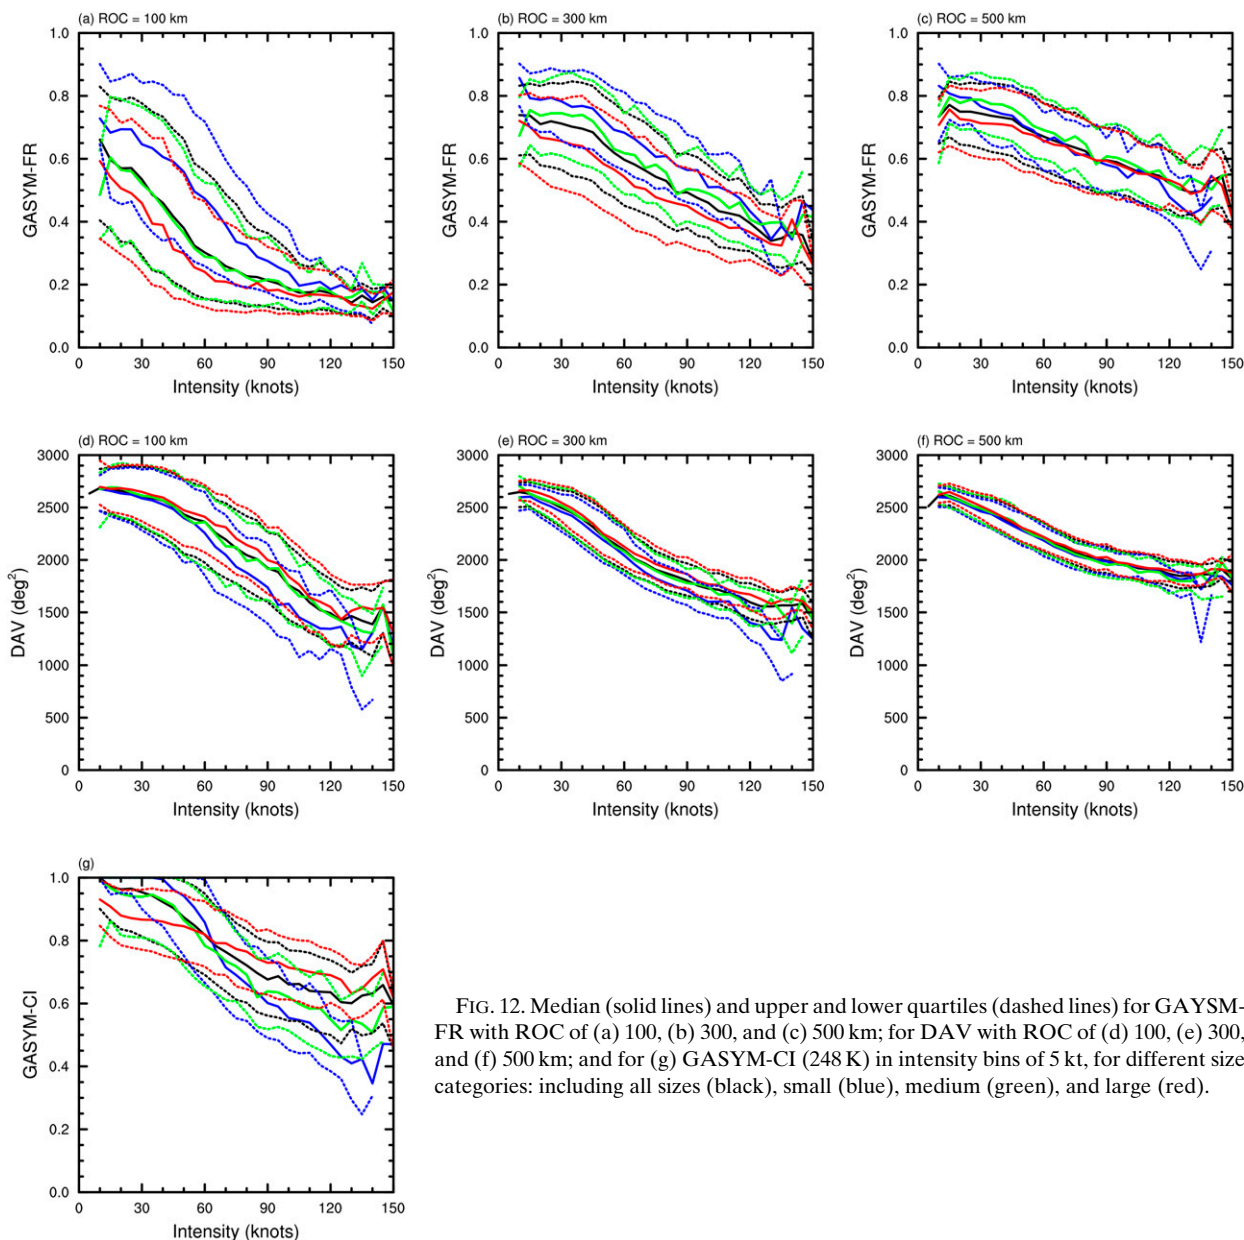 (a) ROC = 100 km
(b) ROC = 300 km
(c) ROC = 500 km
1.0
0.8
0.6
0.4
0.2
0.0
GASYM-FR
0 30 60 90 120 150
Intensity (knots)
1.0
0.8
0.6
0.4
0.2
0.0
GASYM-FR
0 30 60 90 120 150
Intensity (knots)
1.0
0.8
0.6
0.4
0.2
0.0
GASYM-FR
0 30 60 90 120 150
Intensity (knots)
(d) ROC = 100 km
(e) ROC = 300 km
(f) ROC = 500 km
3000
2500
2000
1500
1000
500
0
DAV (deg²)
0 30 60 90 120 150
Intensity (knots)
3000
2500
2000
1500
1000
500
0
DAV (deg²)
0 30 60 90 120 150
Intensity (knots)
3000
2500
2000
1500
1000
500
0
DAV (deg²)
0 30 60 90 120 150
Intensity (knots)
(g)
1.0
0.8
0.6
0.4
0.2
0.0
GASYM-CI
0 30 60 90 120 150
Intensity (knots)
FIG. 12. Median (solid lines) and upper and lower quartiles (dashed lines) for GAYSM-
FR with ROC of (a) 100, (b) 300, and (c) 500 km; for DAV with ROC of (d) 100, (e) 300,
and (f) 500 km; and for (g) GASYM-CI (248 K) in intensity bins of 5 kt, for different size
categories: including all sizes (black), small (blue), medium (green), and large (red).